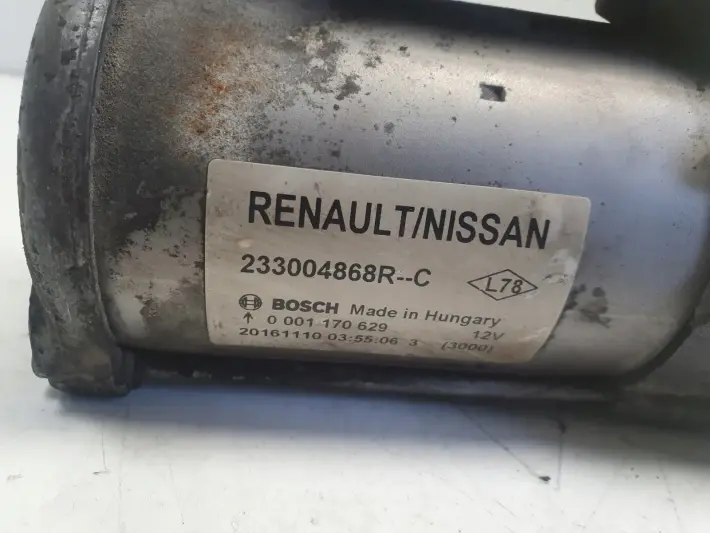 RENAULT/NISSAN
233004868R--C
L78
BOSCH Made in Hungary
↑ 0 001 170 629 12V
20161110 03:55:06 3 (3000)